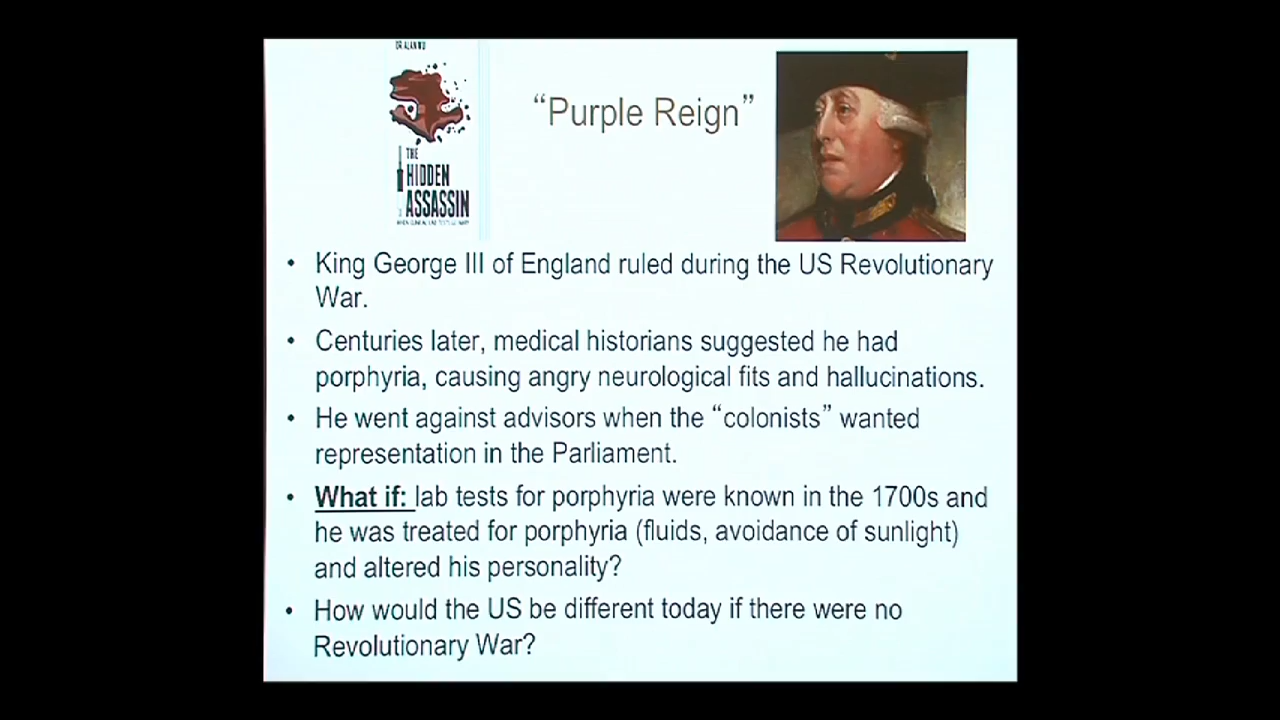 DR ALAN WU
THE
HIDDEN
ASSASSIN
“Purple Reign”
• King George III of England ruled during the US Revolutionary
War.
• Centuries later, medical historians suggested he had
porphyria, causing angry neurological fits and hallucinations.
• He went against advisors when the “colonists” wanted
representation in the Parliament.
• What if: lab tests for porphyria were known in the 1700s and
he was treated for porphyria (fluids, avoidance of sunlight)
and altered his personality?
• How would the US be different today if there were no
Revolutionary War?